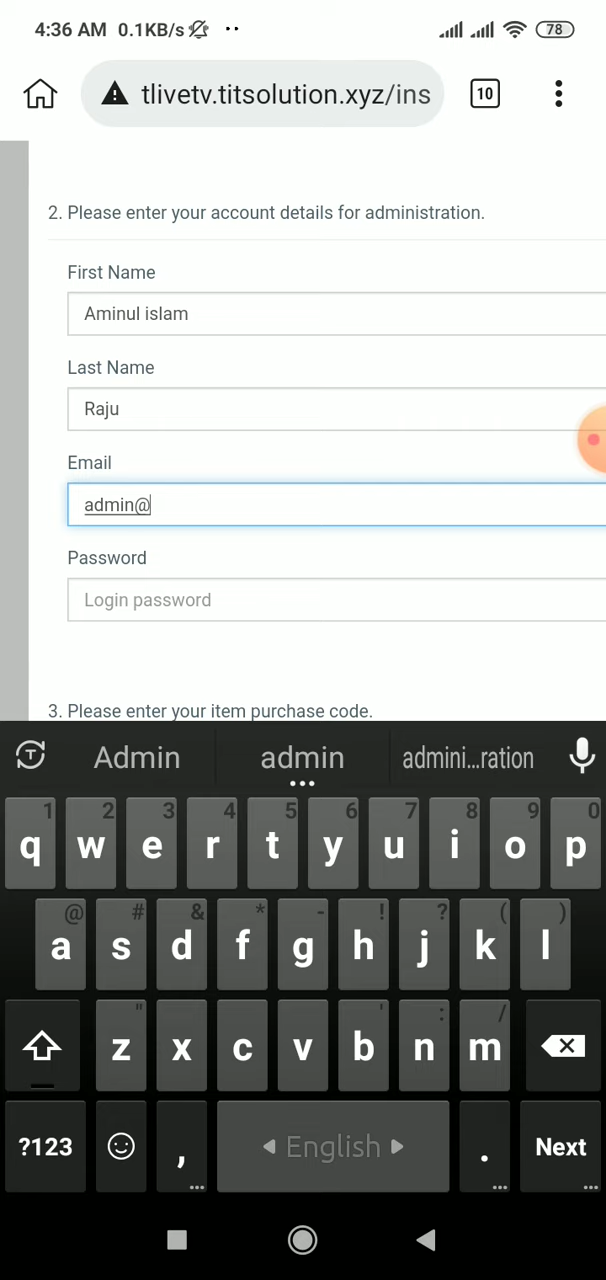 4:36 AM 0.1KB/s 78
tlivetv.titsolution.xyz/ins 10
2. Please enter your account details for administration.
First Name
Aminul islam
Last Name
Raju
Email
admin@
Password
Login password
3. Please enter your item purchase code.
Admin admin admini...ration
1 2 3 4 5 6 7 8 9 0
q w e r t y u i o p
@ # & * - ! ? ( )
a s d f g h j k l
" ' : /
z x c v b n m
?123 , English . Next